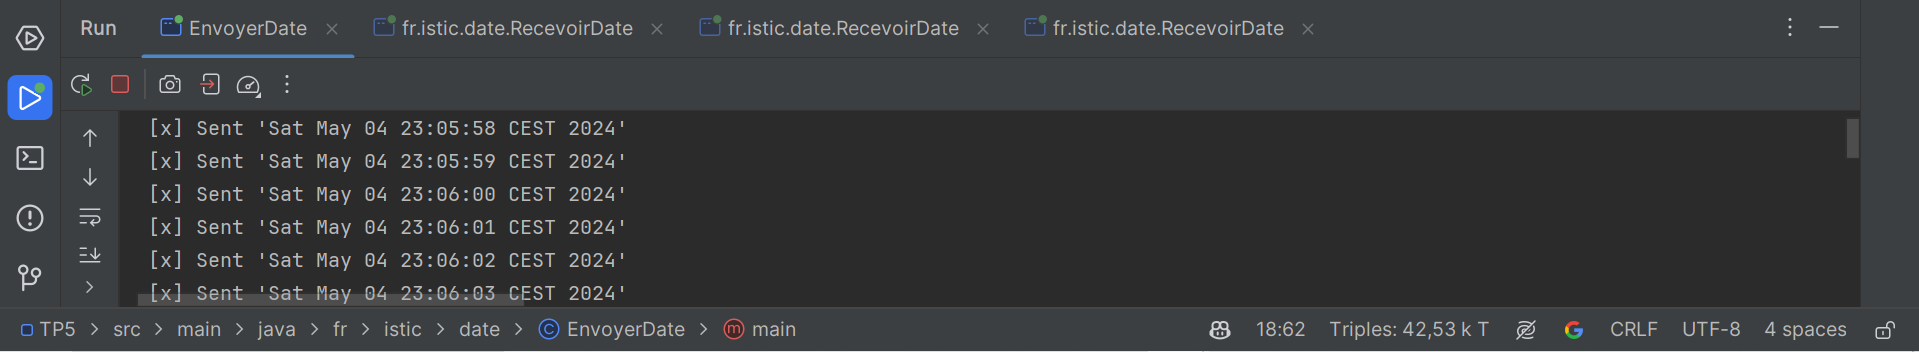 Run EnvoyerDate fr.istic.date.RecevoirDate fr.istic.date.RecevoirDate fr.istic.date.RecevoirDate
[x] Sent 'Sat May 04 23:05:58 CEST 2024'
[x] Sent 'Sat May 04 23:05:59 CEST 2024'
[x] Sent 'Sat May 04 23:06:00 CEST 2024'
[x] Sent 'Sat May 04 23:06:01 CEST 2024'
[x] Sent 'Sat May 04 23:06:02 CEST 2024'
[x] Sent 'Sat May 04 23:06:03 CEST 2024'
TP5 > src > main > java > fr > istic > date > EnvoyerDate > main 18:62 Triples: 42,53 k T CRLF UTF-8 4 spaces